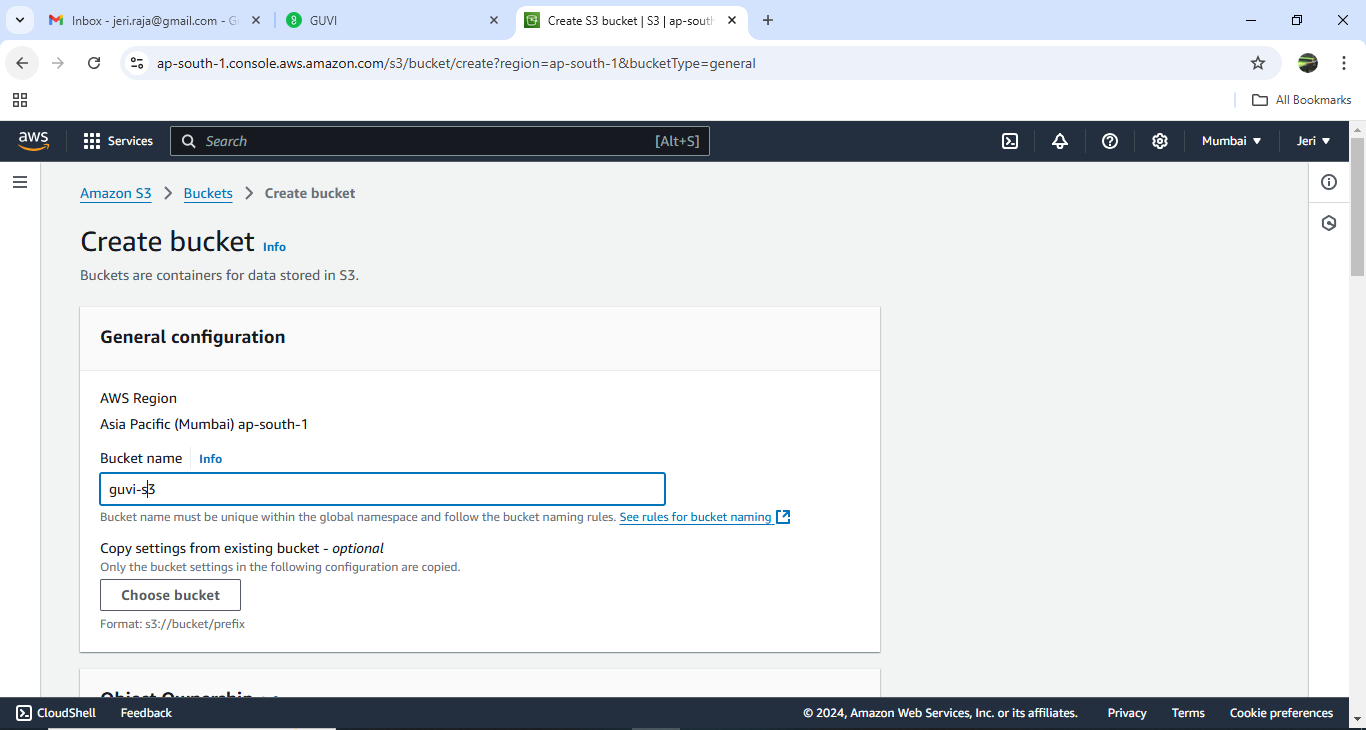 Inbox - jeri.raja@gmail.com - G
GUVI
Create S3 bucket | S3 | ap-south
ap-south-1.console.aws.amazon.com/s3/bucket/create?region=ap-south-1&bucketType=general
All Bookmarks
aws
Services
Search
[Alt+S]
Mumbai
Jeri
Amazon S3 > Buckets > Create bucket
Create bucket Info
Buckets are containers for data stored in S3.
General configuration
AWS Region
Asia Pacific (Mumbai) ap-south-1
Bucket name Info
guvi-s3
Bucket name must be unique within the global namespace and follow the bucket naming rules. See rules for bucket naming
Copy settings from existing bucket - optional
Only the bucket settings in the following configuration are copied.
Choose bucket
Format: s3://bucket/prefix
Object Ownership
CloudShell Feedback © 2024, Amazon Web Services, Inc. or its affiliates. Privacy Terms Cookie preferences